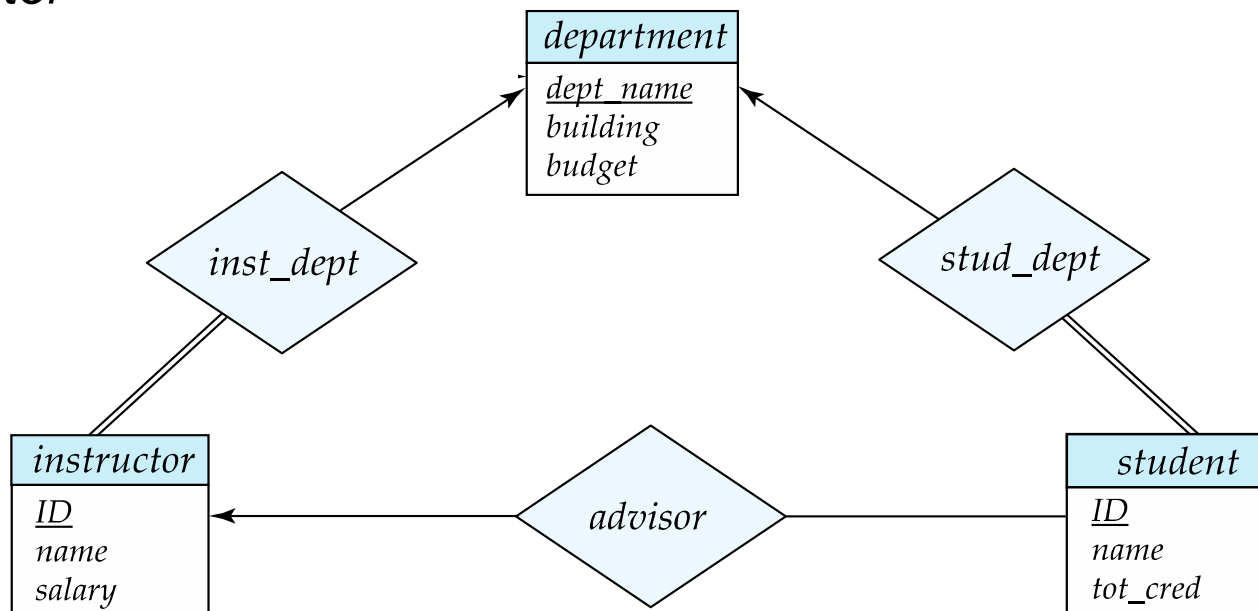 department
dept_name
building
budget
inst_dept
stud_dept
instructor
ID
name
salary
advisor
student
ID
name
tot_cred